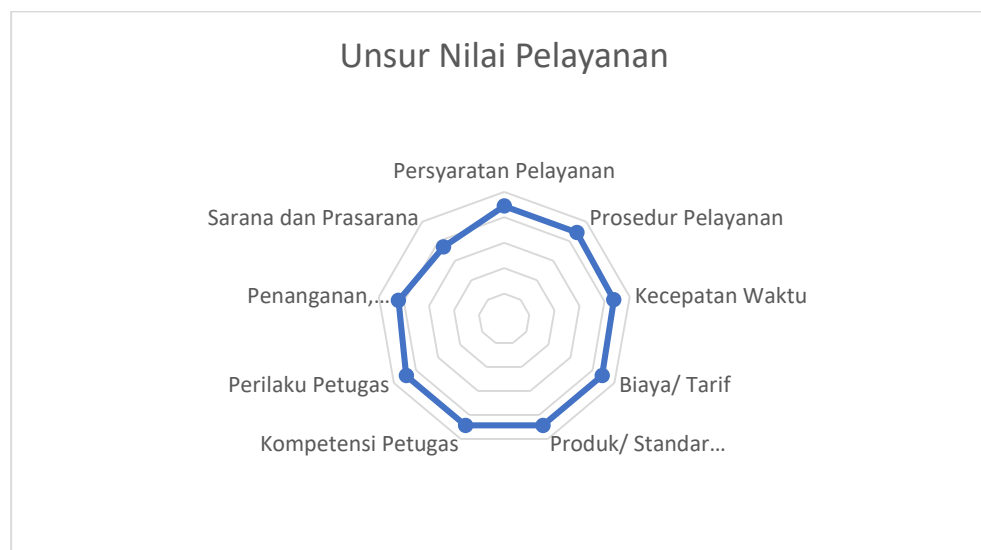 Unsur Nilai Pelayanan
Persyaratan Pelayanan
Prosedur Pelayanan
Kecepatan Waktu
Biaya/ Tarif
Produk/ Standar...
Kompetensi Petugas
Perilaku Petugas
Penanganan,...
Sarana dan Prasarana